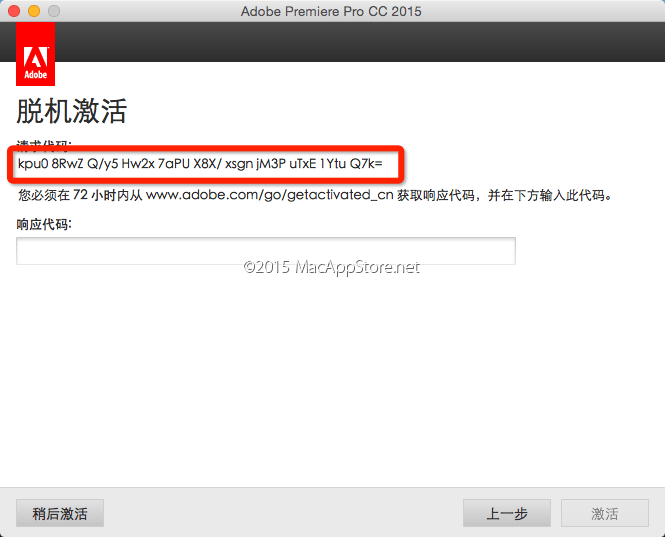 Adobe Premiere Pro CC 2015
Adobe
脱机激活
请求代码:
kpu0 8RwZ Q/y5 Hw2x 7aPU X8X/ xsgn jM3P uTxE 1Ytu Q7k=
您必须在 72 小时内从 www.adobe.com/go/getactivated_cn 获取响应代码，并在下方输入此代码。
响应代码:
©2015 MacAppStore.net
稍后激活
上一步
激活